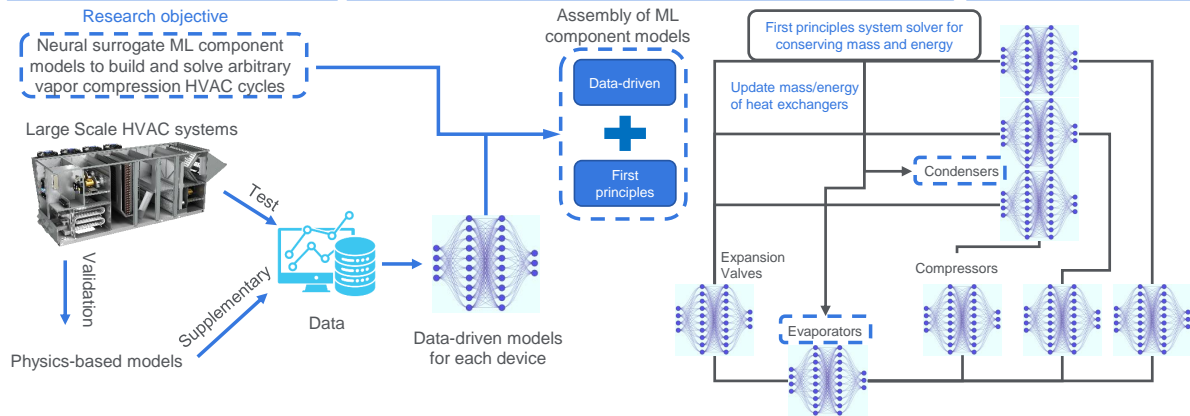 Research objective
Neural surrogate ML component
models to build and solve arbitrary
vapor compression HVAC cycles
Large Scale HVAC systems
Test
Validation
Supplementary
Physics-based models
Data
Data-driven models
for each device
Assembly of ML
component models
Data-driven
First
principles
First principles system solver for
conserving mass and energy
Update mass/energy
of heat exchangers
Condensers
Expansion
Valves
Compressors
Evaporators